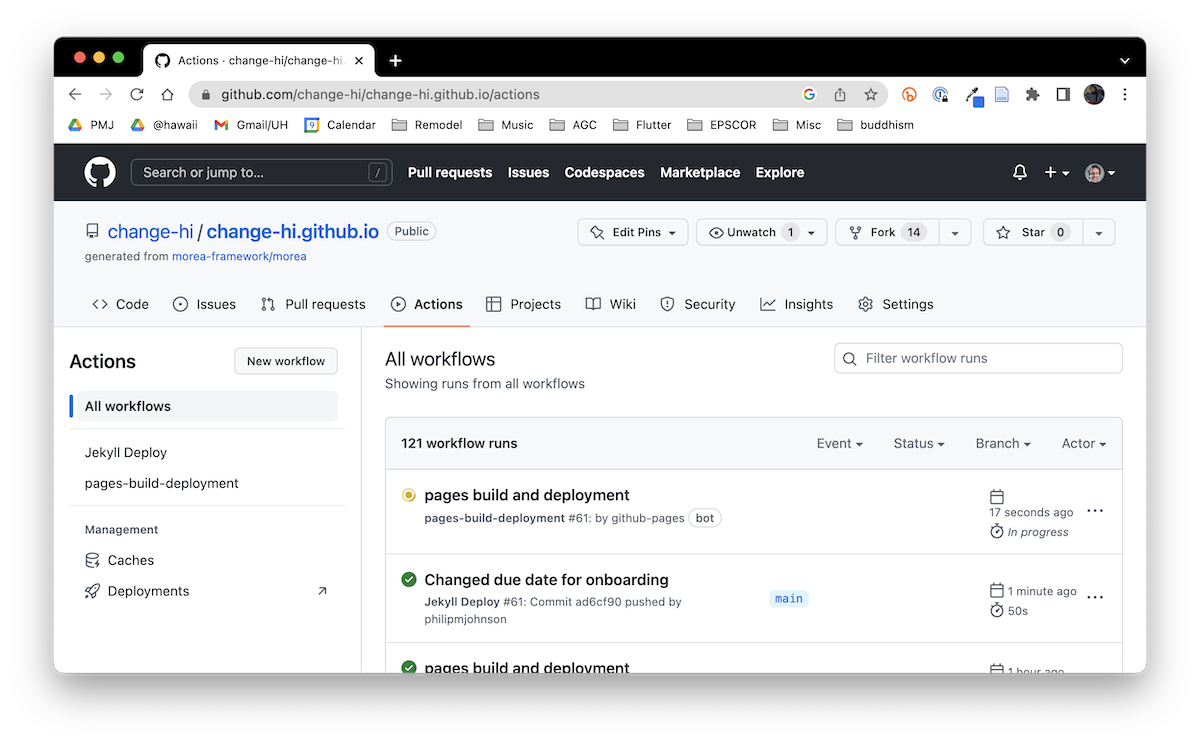 Actions · change-hi/change-hi.
github.com/change-hi/change-hi.github.io/actions
PMJ @hawaii Gmail/UH 9 Calendar Remodel Music AGC Flutter EPSCOR Misc buddhism
Search or jump to... / Pull requests Issues Codespaces Marketplace Explore
change-hi / change-hi.github.io Public Edit Pins Unwatch 1 Fork 14 Star 0
generated from morea-framework/morea
Code Issues Pull requests Actions Projects Wiki Security Insights Settings
Actions
New workflow
All workflows
Jekyll Deploy
pages-build-deployment
Management
Caches
Deployments
All workflows
Showing runs from all workflows
Filter workflow runs
121 workflow runs Event Status Branch Actor
pages build and deployment
pages-build-deployment #61: by github-pages bot
17 seconds ago
In progress
Changed due date for onboarding
Jekyll Deploy #61: Commit ad6cf90 pushed by
philipmjohnson
main
1 minute ago
50s
pages build and deployment
1 hour ago